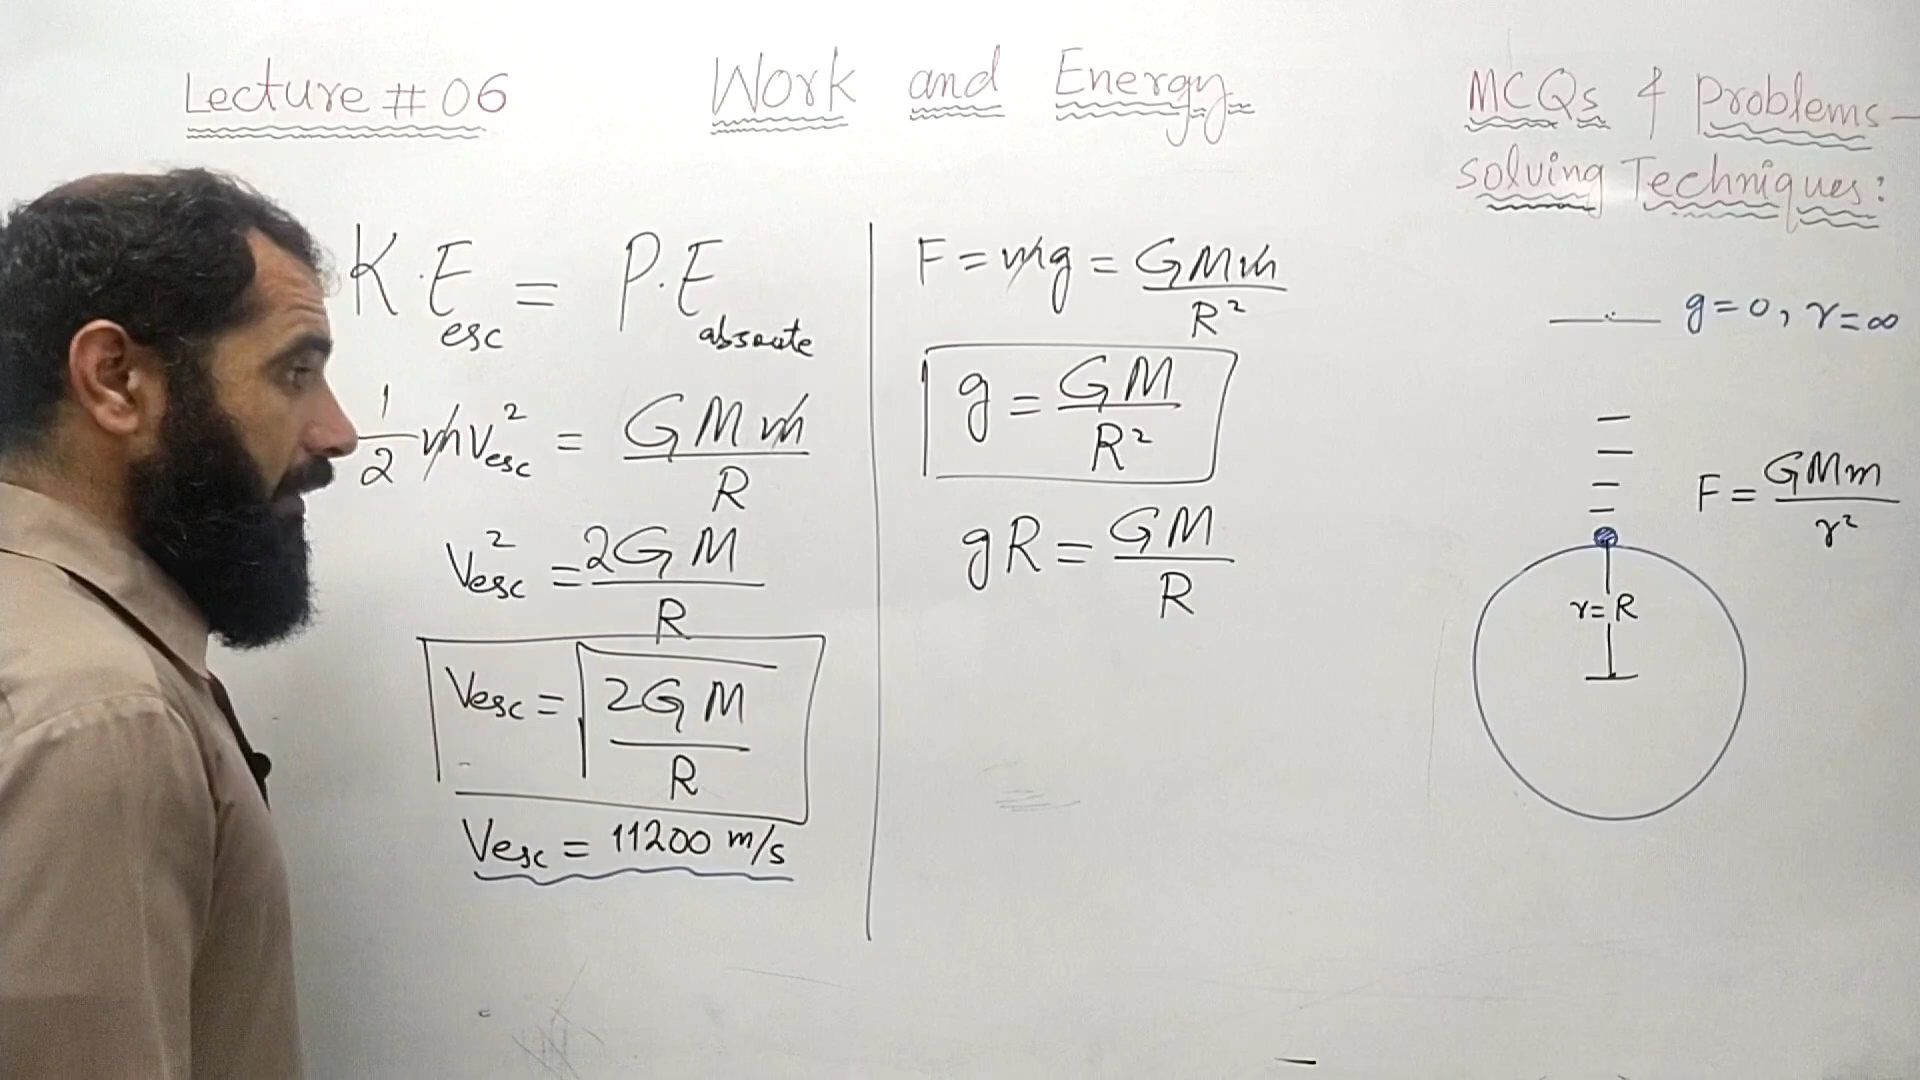 Lecture # 06
Work and Energy
MCQs & Problems-
solving Techniques:
K.E esc = P.E absoute
1/2 mv²esc = GMm/R
V²esc = 2GM/R
Vesc = √(2GM/R)
Vesc = 11200 m/s
F = mg = GMm/R²
g = GM/R²
gR = GM/R
g=0, r=∞
F = GMm/r²
r=R